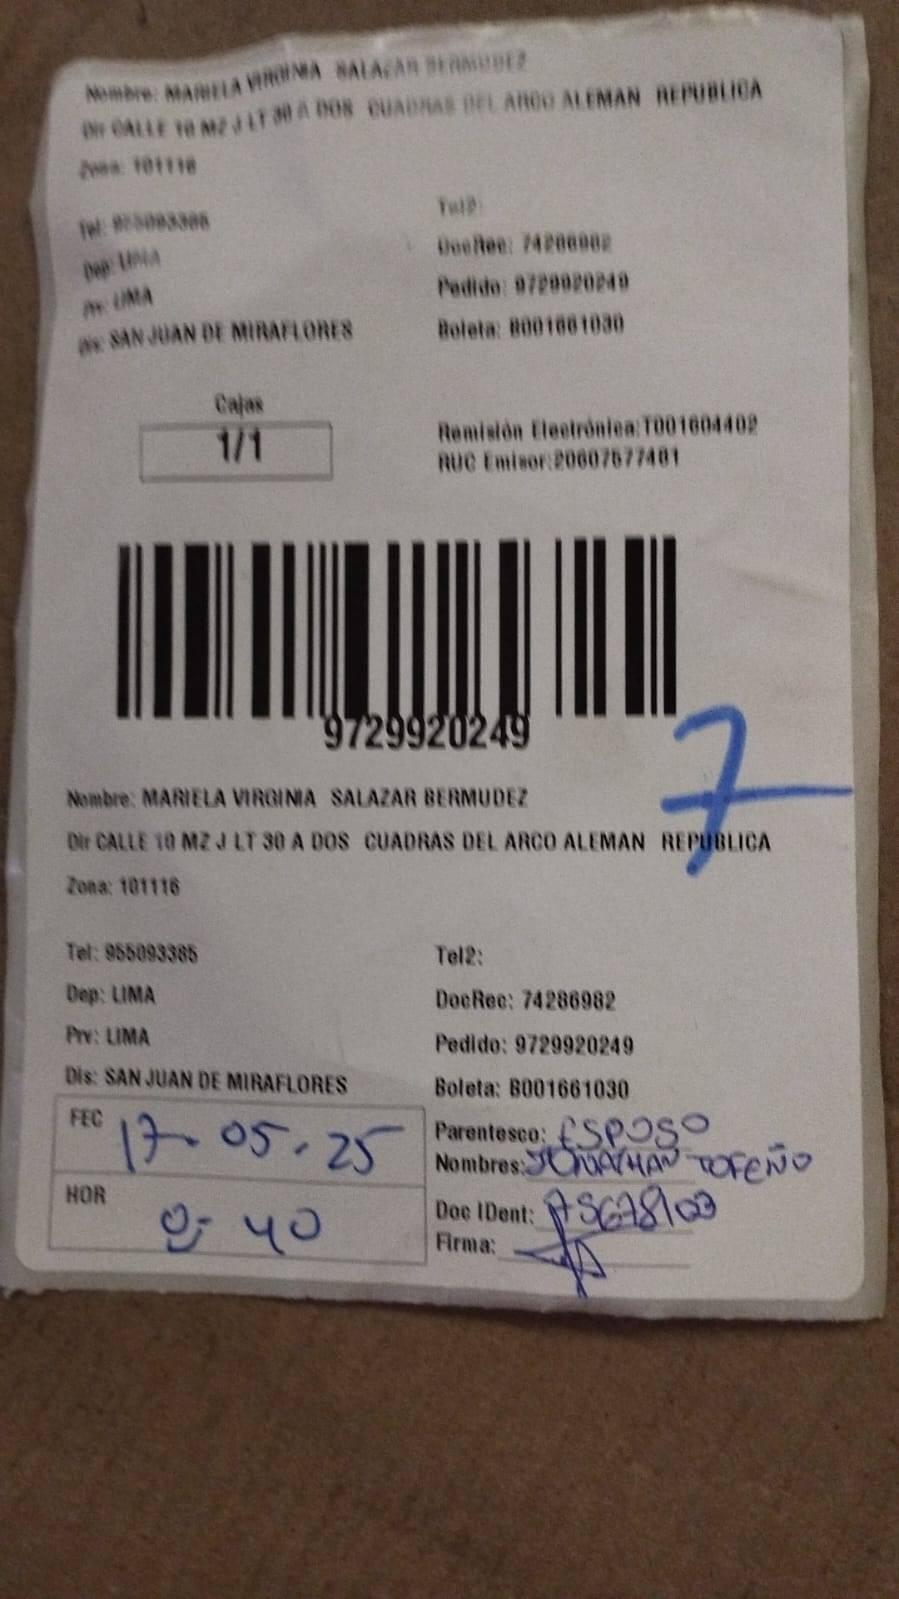 Nombre: MARIELA VIRGINIA SALAZAR BERMUDEZ
Dir CALLE 10 MZ J LT 30 A DOS CUADRAS DEL ARCO ALEMAN REPUBLICA
Zona: 101116
Tel: 955093385 Tel2:
Dep: LIMA DocRec: 74286982
Prv: LIMA Pedido: 9729920249
Dis: SAN JUAN DE MIRAFLORES Boleta: B001661030
Cajas
1/1
Remisión Electrónica:T001604402
RUC Emisor:20607577481
9729920249
7
Nombre: MARIELA VIRGINIA SALAZAR BERMUDEZ
Dir CALLE 10 MZ J LT 30 A DOS CUADRAS DEL ARCO ALEMAN REPUBLICA
Zona: 101116
Tel: 955093385 Tel2:
Dep: LIMA DocRec: 74286982
Prv: LIMA Pedido: 9729920249
Dis: SAN JUAN DE MIRAFLORES Boleta: B001661030
FEC 17-05-25
HOR 40
Parentesco: ESPOSO
Nombres: JONATHAN
Doc IDent:
Firma: